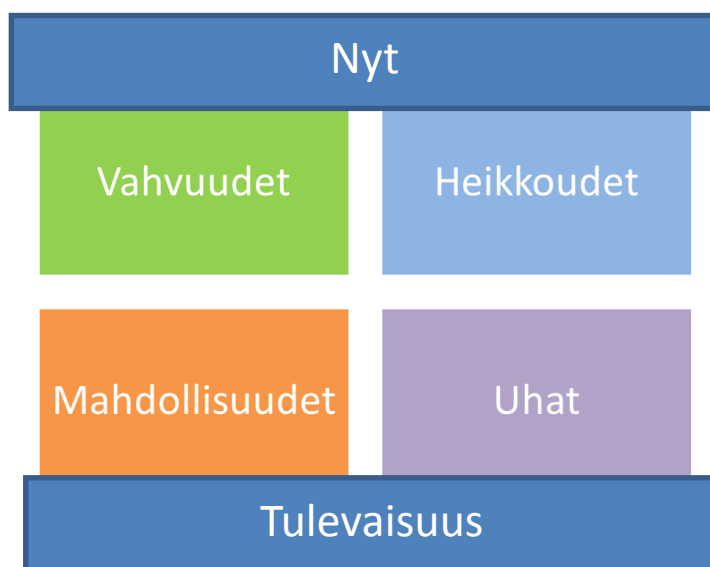 Nyt
Vahvuudet
Heikkoudet
Mahdollisuudet
Uhat
Tulevaisuus